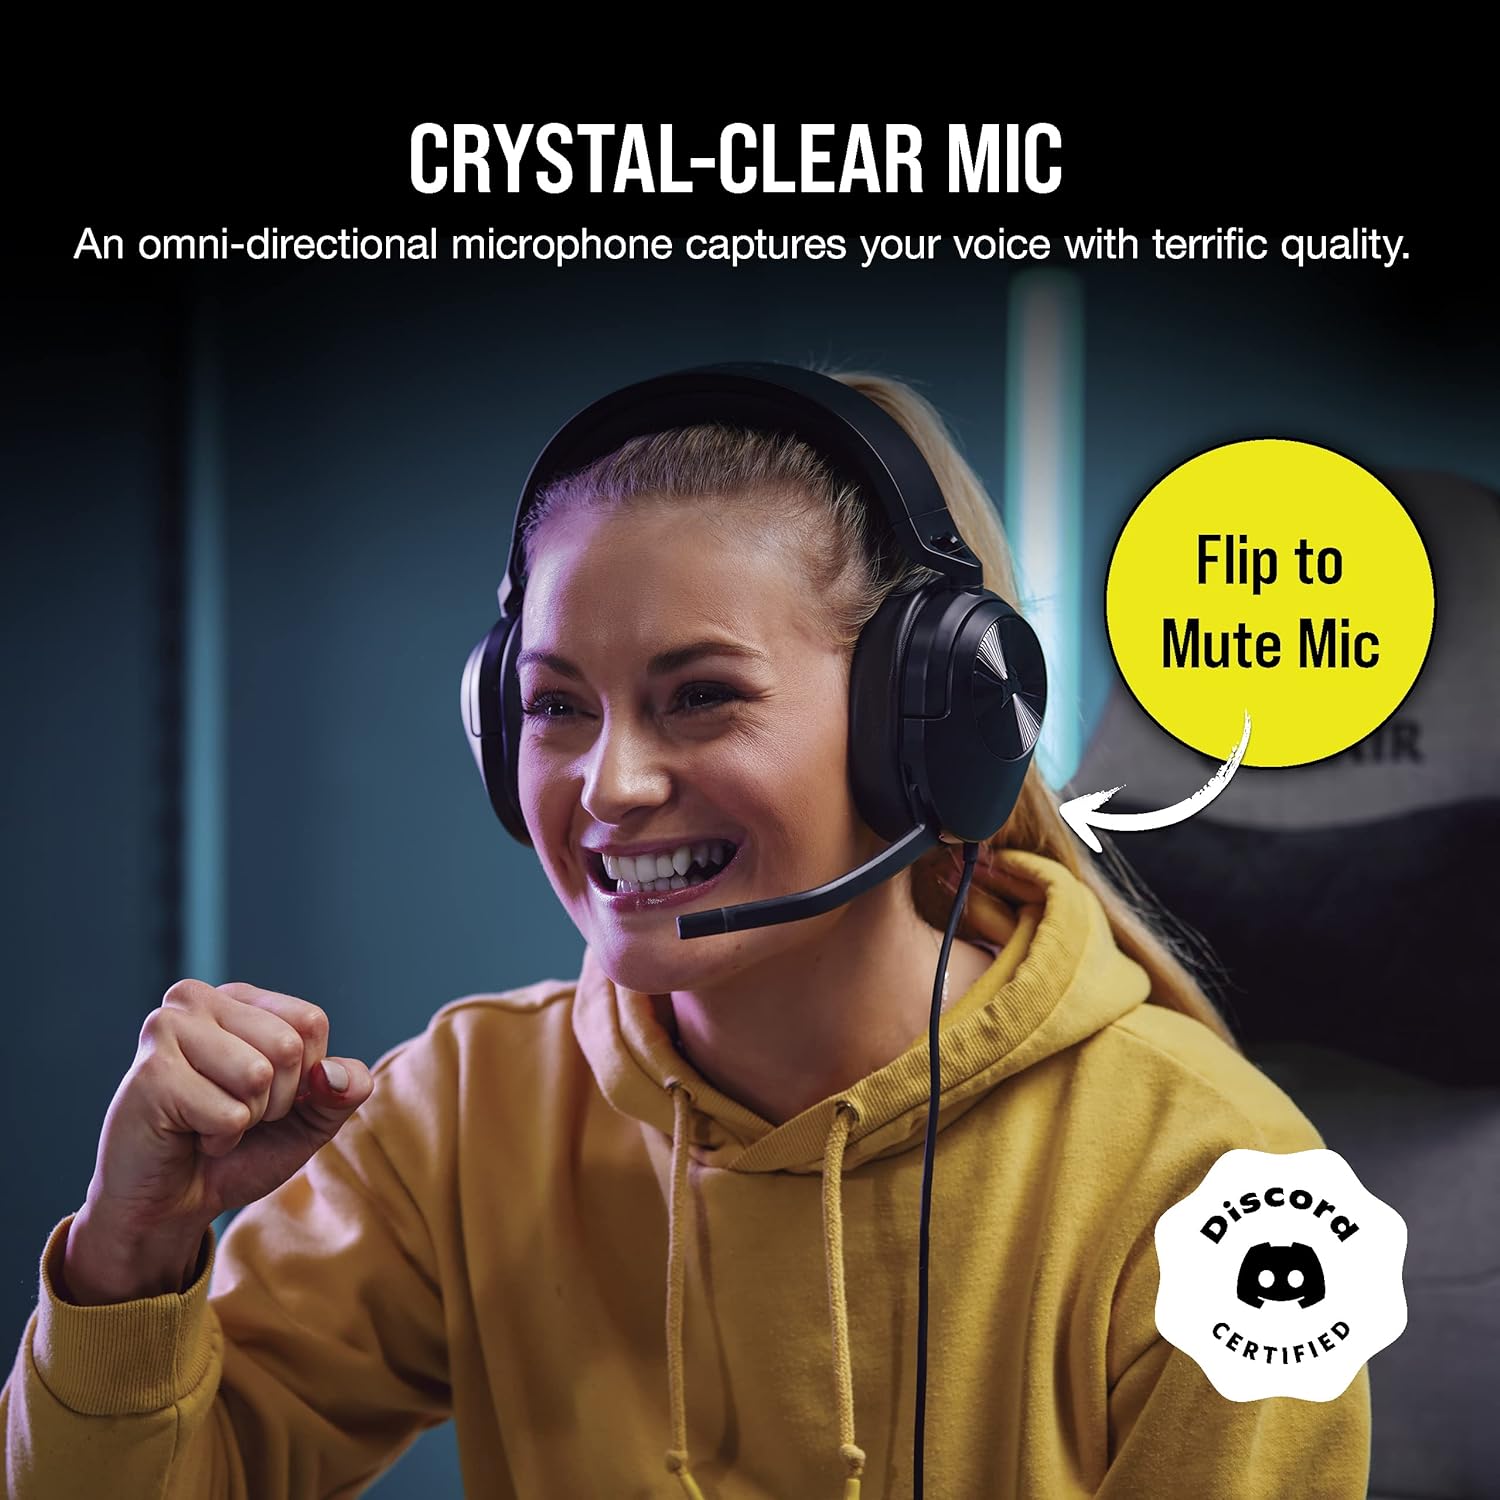 CRYSTAL-CLEAR MIC
An omni-directional microphone captures your voice with terrific quality.
Flip to
Mute Mic
Discord
CERTIFIED